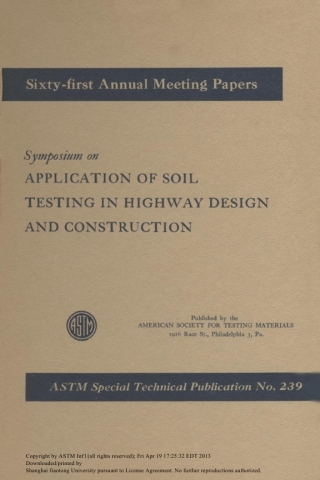 Sixty-first Annual Meeting Papers
Symposium on
APPLICATION OF SOIL
TESTING IN HIGHWAY DESIGN
AND CONSTRUCTION
ASTM
Published by the
AMERICAN SOCIETY FOR TESTING MATERIALS
1916 Race St., Philadelphia 3, Pa.
ASTM Special Technical Publication No. 239
Copyright by ASTM Int'l (all rights reserved); Fri Apr 19 17:25:32 EDT 2013
Downloaded/printed by
Shanghai Jiaotong University pursuant to License Agreement. No further reproductions authorized.